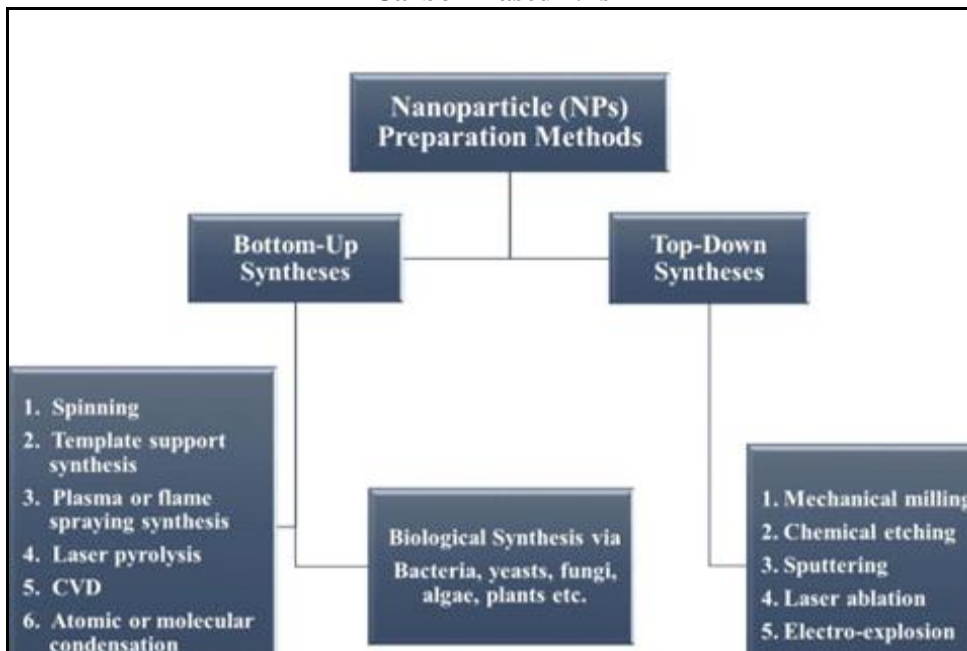 Nanoparticle (NPs)
Preparation Methods
Bottom-Up
Syntheses
Top-Down
Syntheses
1. Spinning
2. Template support
synthesis
3. Plasma or flame
spraying synthesis
4. Laser pyrolysis
5. CVD
6. Atomic or molecular
condensation
Biological Synthesis via
Bacteria, yeasts, fungi,
algae, plants etc.
1. Mechanical milling
2. Chemical etching
3. Sputtering
4. Laser ablation
5. Electro-explosion